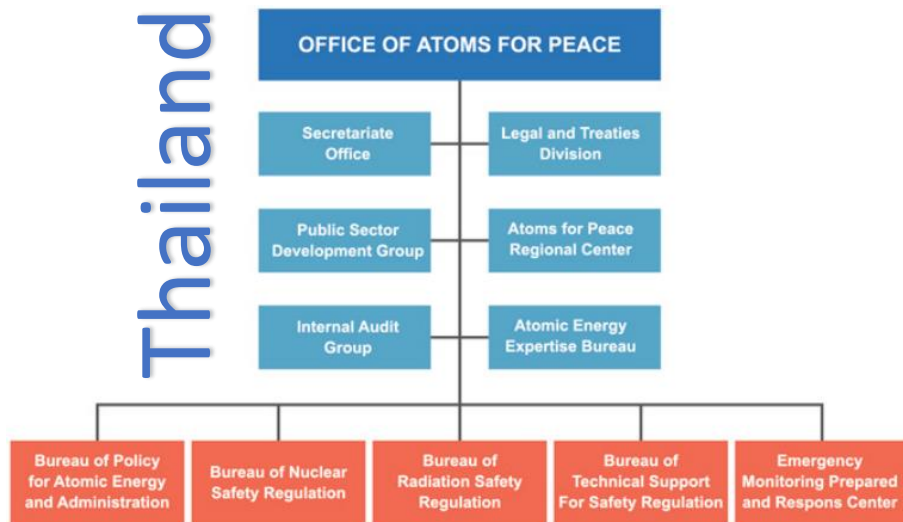 Thailand
OFFICE OF ATOMS FOR PEACE
Secretariate
Office
Legal and Treaties
Division
Public Sector
Development Group
Atoms for Peace
Regional Center
Internal Audit
Group
Atomic Energy
Expertise Bureau
Bureau of Policy
for Atomic Energy
and Administration
Bureau of Nuclear
Safety Regulation
Bureau of
Radiation Safety
Regulation
Bureau of
Technical Support
For Safety Regulation
Emergency
Monitoring Prepared
and Respons Center